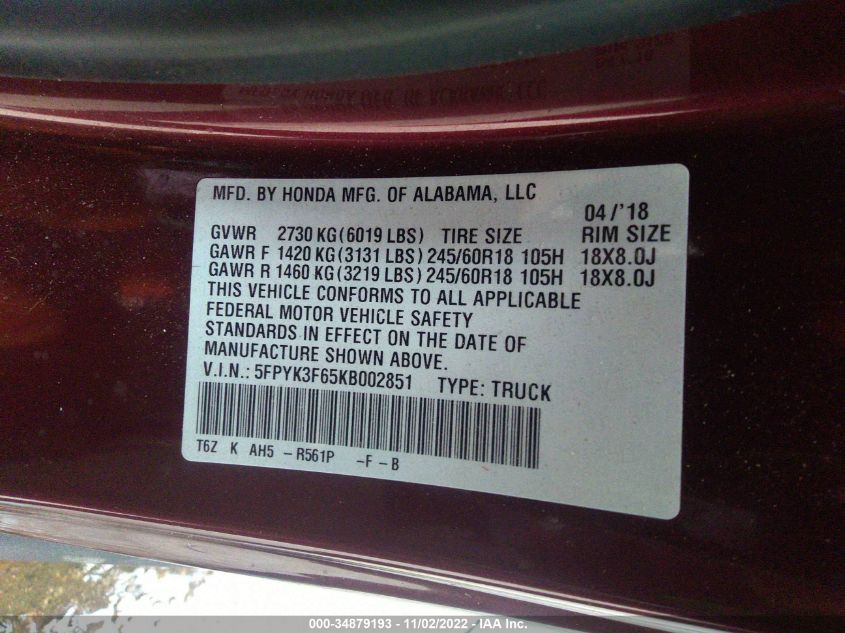 MFD. BY HONDA MFG. OF ALABAMA, LLC
04/'18
GVWR 2730 KG(6019 LBS) TIRE SIZE RIM SIZE
GAWR F 1420 KG(3131 LBS) 245/60R18 105H 18X8.0J
GAWR R 1460 KG(3219 LBS) 245/60R18 105H 18X8.0J
THIS VEHICLE CONFORMS TO ALL APPLICABLE
FEDERAL MOTOR VEHICLE SAFETY
STANDARDS IN EFFECT ON THE DATE OF
MANUFACTURE SHOWN ABOVE.
V.I.N.: 5FPYK3F65KB002851 TYPE: TRUCK
T6Z K AH5 -R561P -F-B
000-34879193 - 11/02/2022 - IAA Inc.